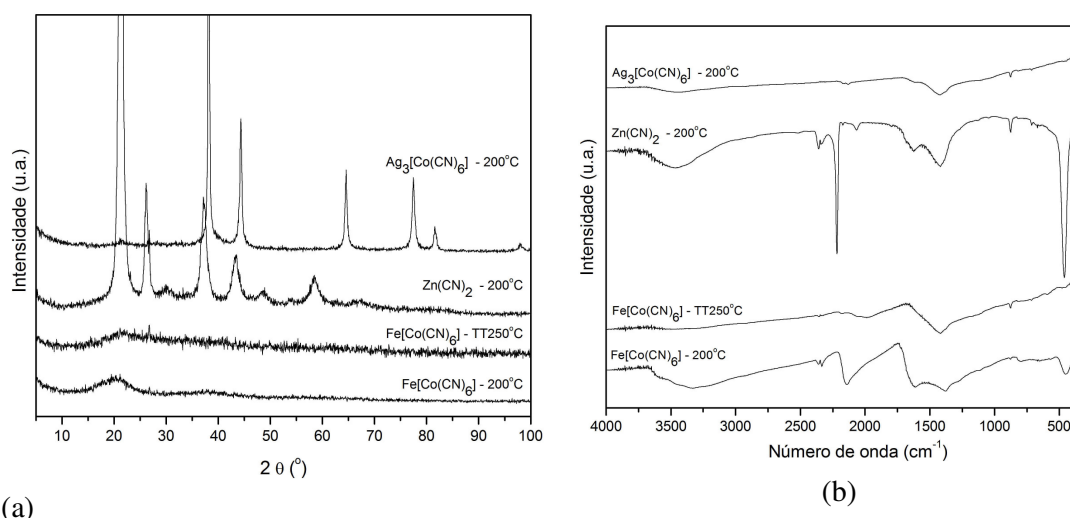 Intensidade (u.a.)
Ag3[Co(CN)6] - 200°C
Zn(CN)2 - 200°C
Fe[Co(CN)6] - TT250°C
Fe[Co(CN)6] - 200°C
10 20 30 40 50 60 70 80 90 100
2 θ (°)
(a)
Intensidade (u.a.)
Ag3[Co(CN)6] - 200°C
Zn(CN)2 - 200°C
Fe[Co(CN)6] - TT250°C
Fe[Co(CN)6] - 200°C
4000 3500 3000 2500 2000 1500 1000 500
Número de onda (cm-1)
(b)